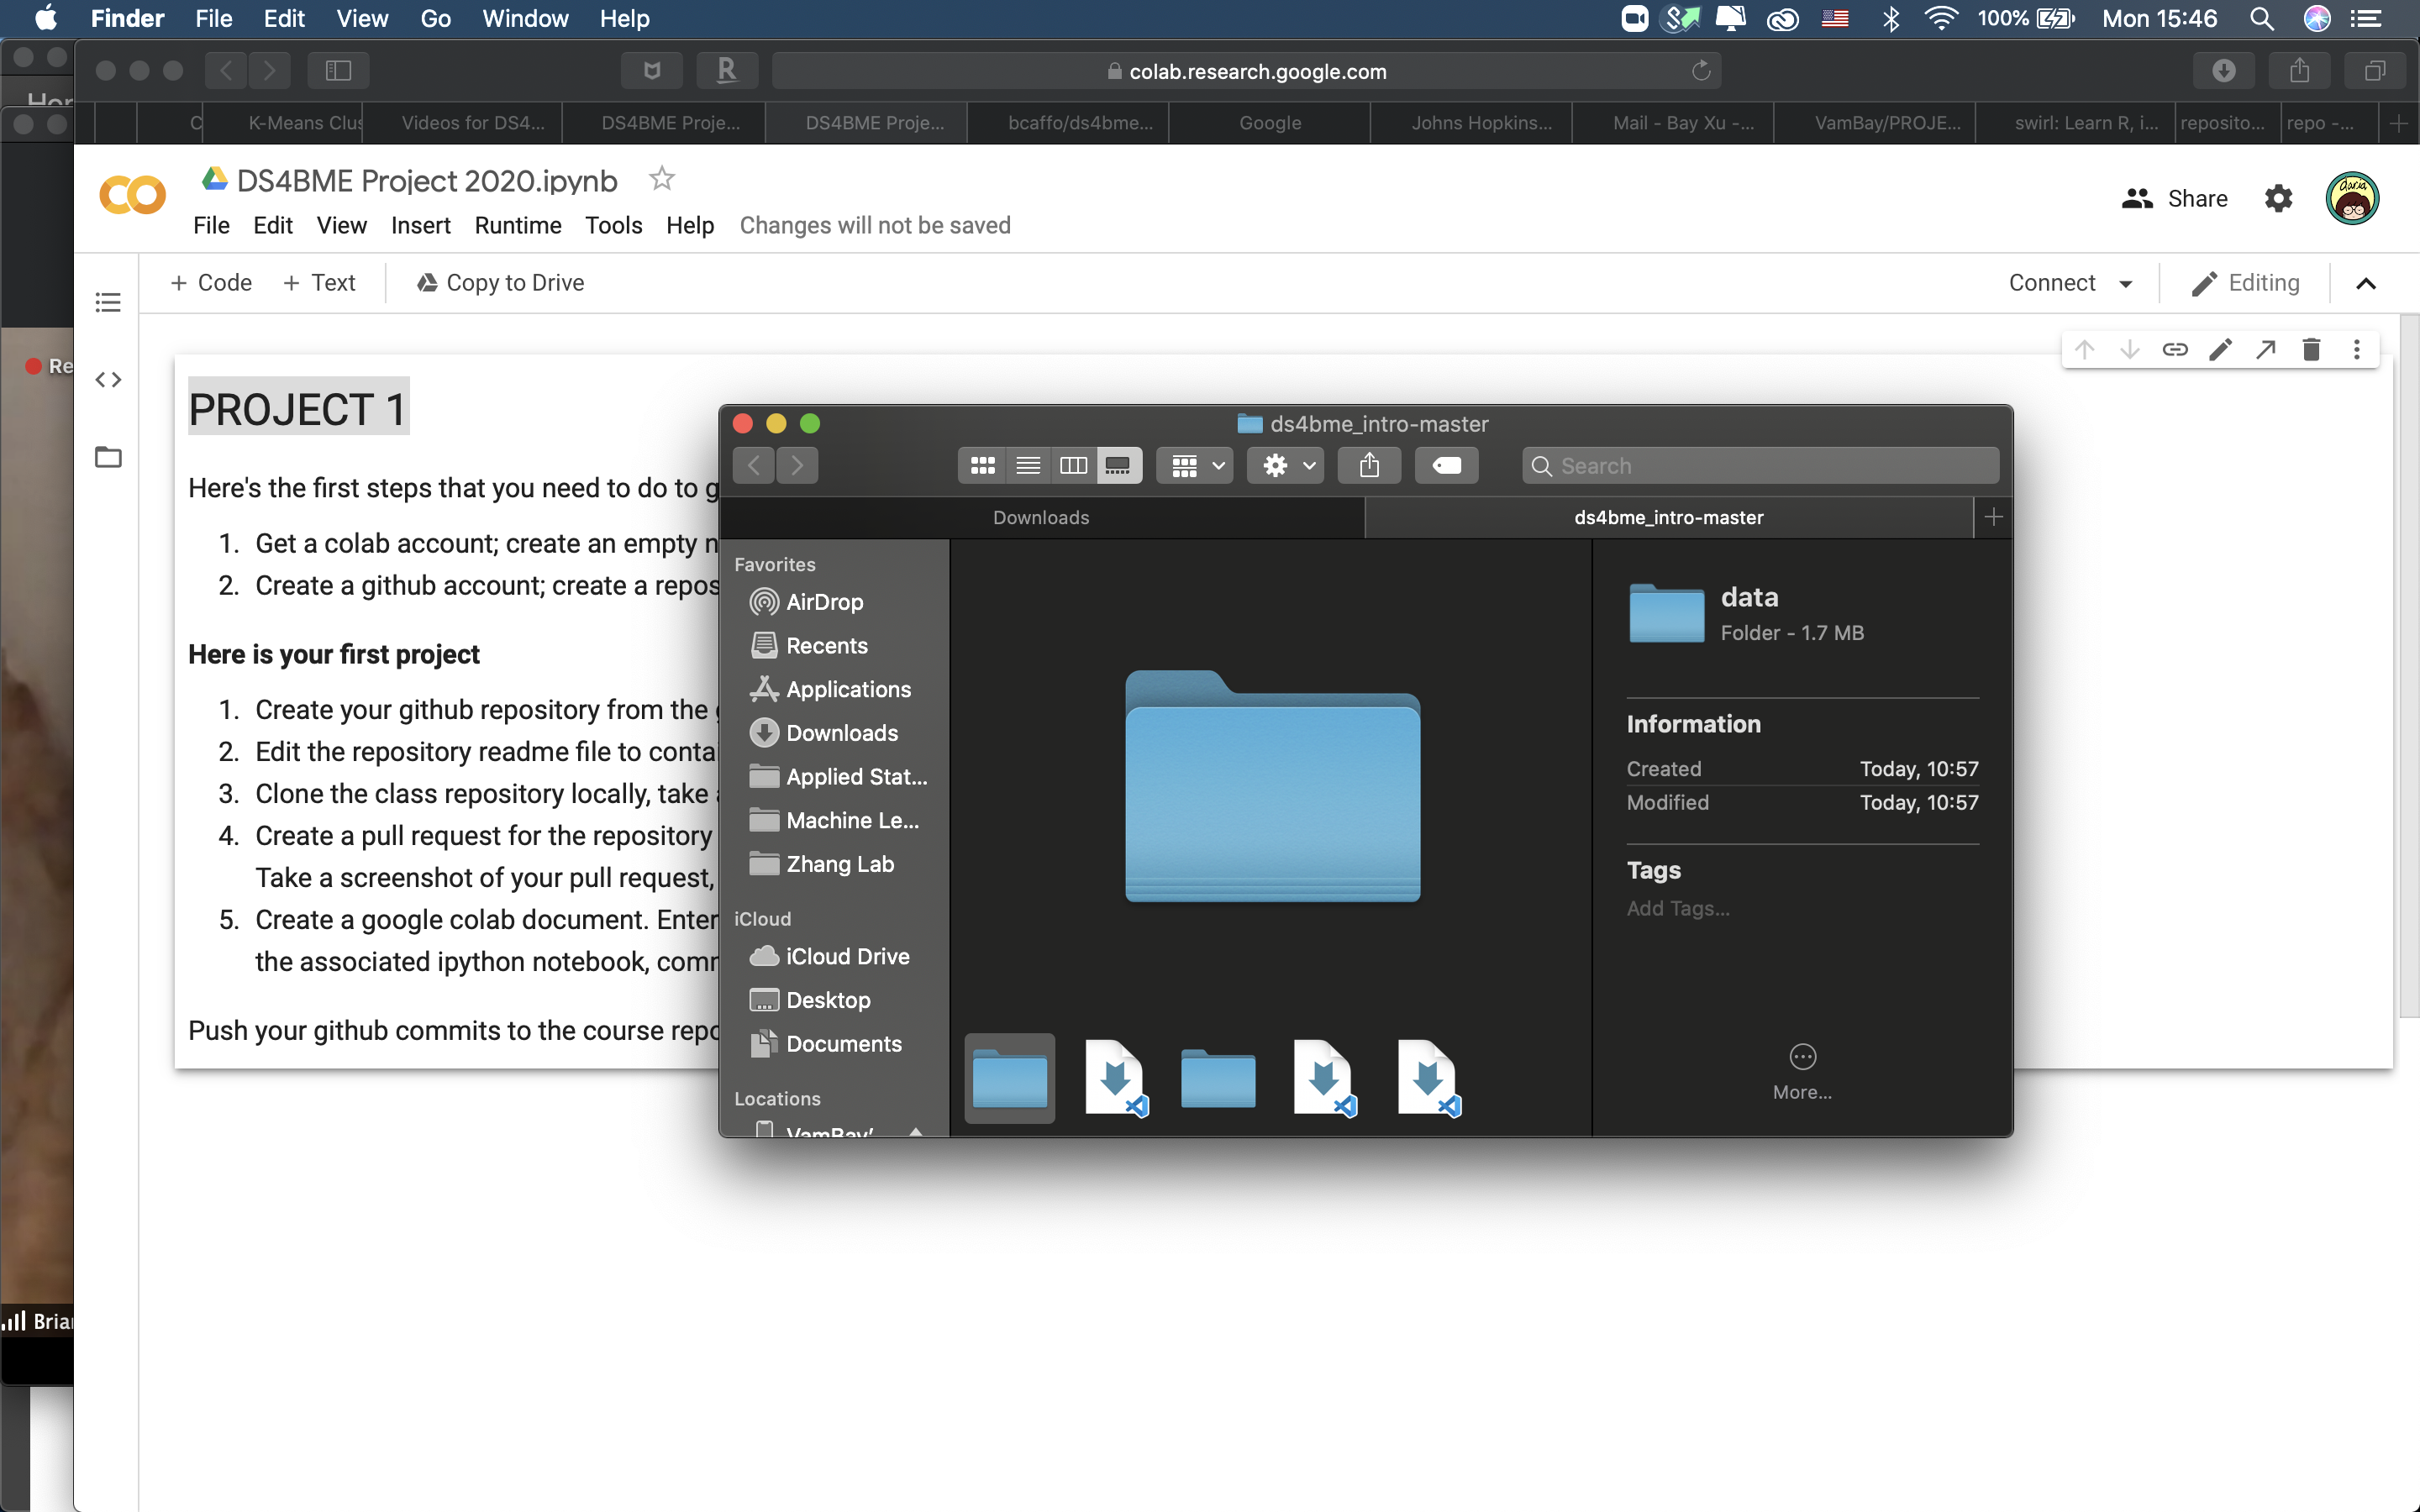 Finder File Edit View Go Window Help 100% Mon 15:46
colab.research.google.com
K-Means Clus Videos for DS4... DS4BME Proje... DS4BME Proje... bcaffo/ds4bme... Google Johns Hopkins... Mail - Bay Xu -... VamBay/PROJE... swirl: Learn R, i... reposito... repo -...
DS4BME Project 2020.ipynb
Share
File Edit View Insert Runtime Tools Help Changes will not be saved
+ Code + Text Copy to Drive Connect Editing
Re
PROJECT 1
Here's the first steps that you need to do to g
1. Get a colab account; create an empty n
2. Create a github account; create a repos
Here is your first project
1. Create your github repository from the
2. Edit the repository readme file to contai
3. Clone the class repository locally, take
4. Create a pull request for the repository
Take a screenshot of your pull request,
5. Create a google colab document. Enter
the associated ipython notebook, comm
Push your github commits to the course repo
Brian
ds4bme_intro-master
Search
Downloads ds4bme_intro-master
Favorites
AirDrop
Recents
Applications
Downloads
Applied Stat...
Machine Le...
Zhang Lab
iCloud
iCloud Drive
Desktop
Documents
Locations
VamBay'
data
Folder - 1.7 MB
Information
Created Today, 10:57
Modified Today, 10:57
Tags
Add Tags...
More...